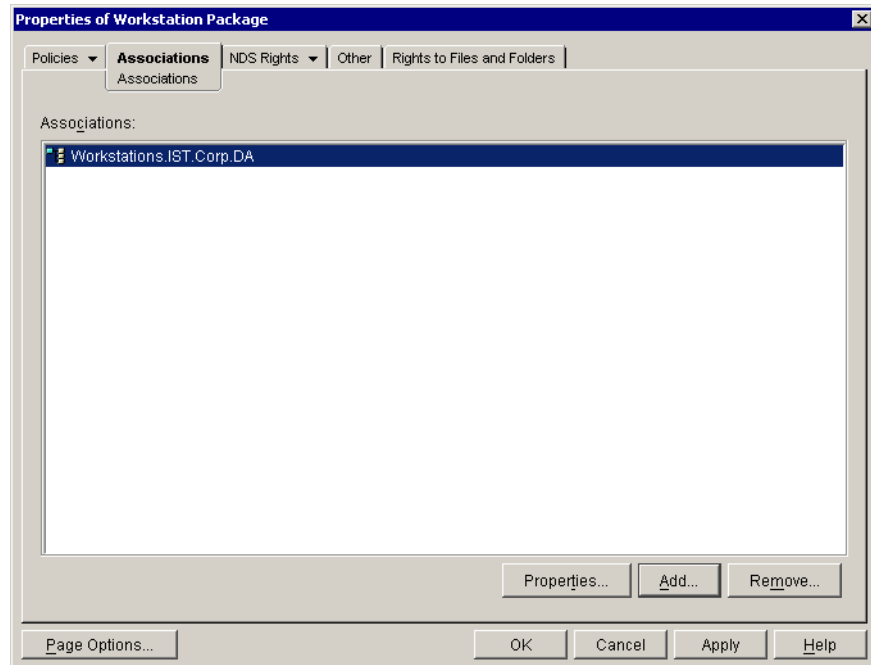 Properties of Workstation Package
Policies Associations NDS Rights Other Rights to Files and Folders
Associations
Associations:
Workstations.IST.Corp.DA
Properties... Add... Remove...
Page Options... OK Cancel Apply Help